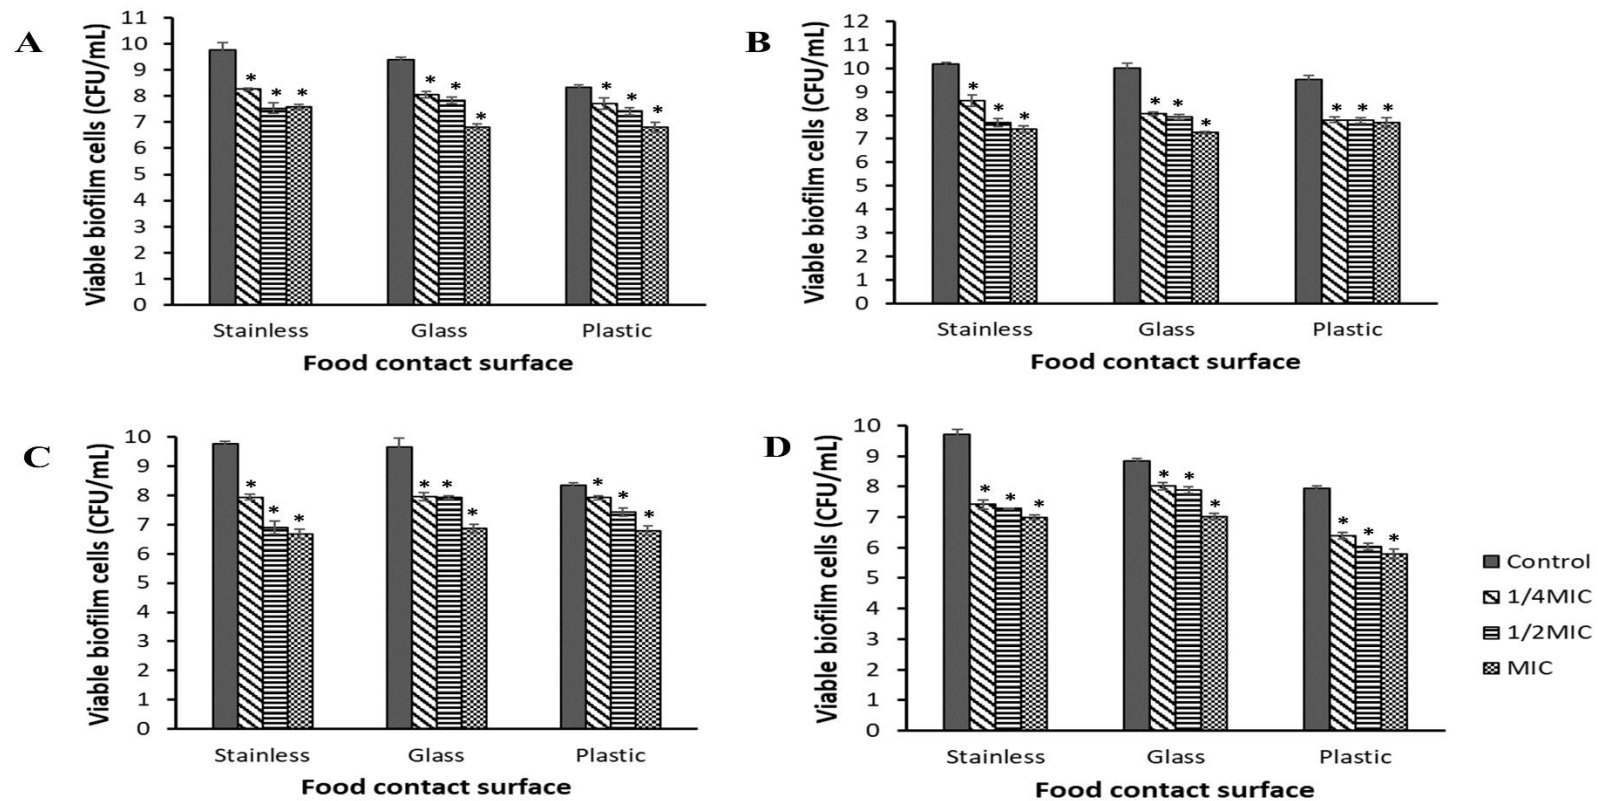 A
Viable biofilm cells (CFU/mL)
11
10
9
8
7
6
5
4
3
2
1
0
* * *
* * *
* * *
Stainless Glass Plastic
Food contact surface
B
Viable biofilm cells (CFU/mL)
12
11
10
9
8
7
6
5
4
3
2
1
0
* * *
* * *
* * *
Stainless Glass Plastic
Food contact surface
C
Viable biofilm cells (CFU/mL)
10
9
8
7
6
5
4
3
2
1
0
* * *
* * *
* * *
Stainless Glass Plastic
Food contact surface
D
Viable biofilm cells (CFU/mL)
10
9
8
7
6
5
4
3
2
1
0
* * *
* * *
* * *
Stainless Glass Plastic
Food contact surface
Control
1/4MIC
1/2MIC
MIC